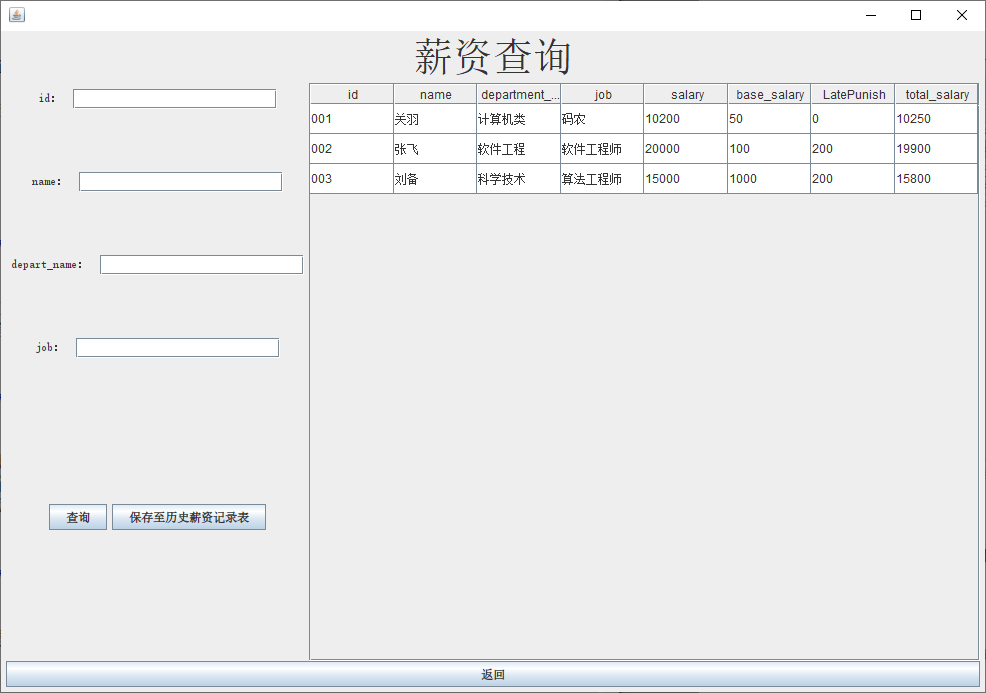 薪资查询
id:
name:
depart_name:
job:
查询 保存至历史薪资记录表
id name department_... job salary base_salary LatePunish total_salary
001 关羽 计算机类 码农 10200 50 0 10250
002 张飞 软件工程 软件工程师 20000 100 200 19900
003 刘备 科学技术 算法工程师 15000 1000 200 15800
返回